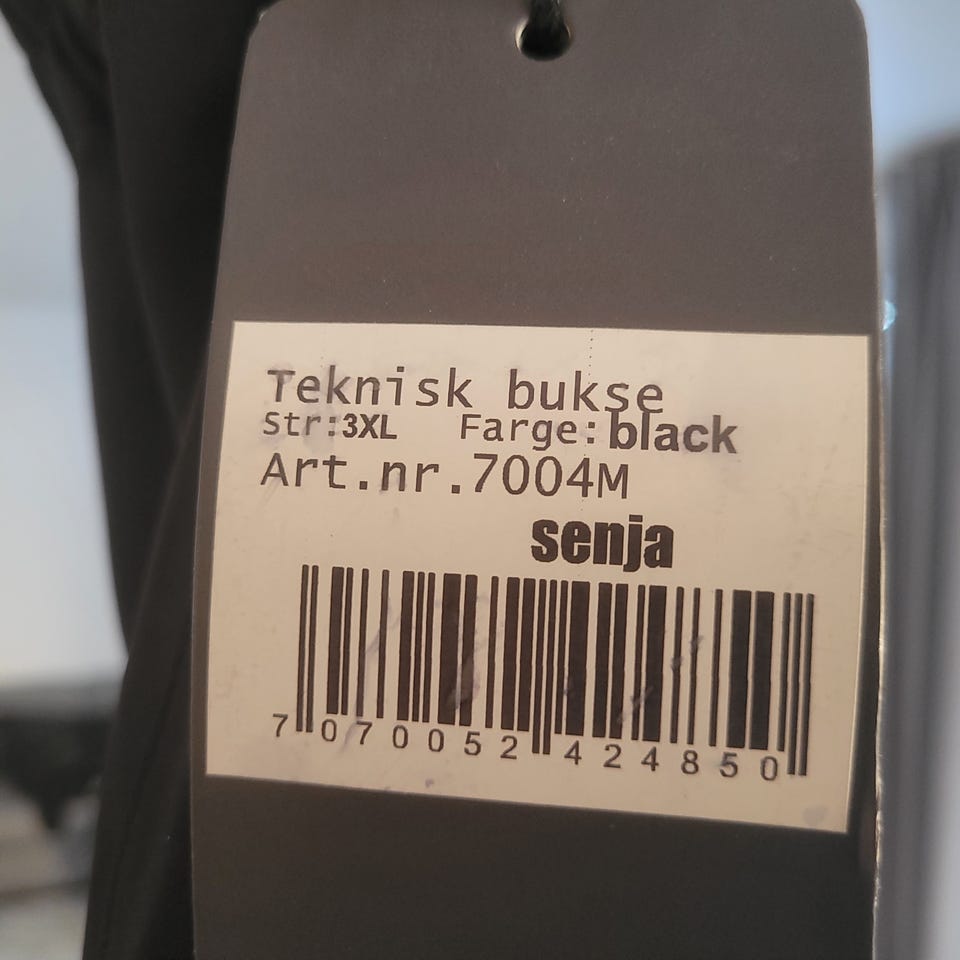 Teknisk bukse
Str:3XL Farge:black
Art.nr.7004M
senja
7 070052 424850